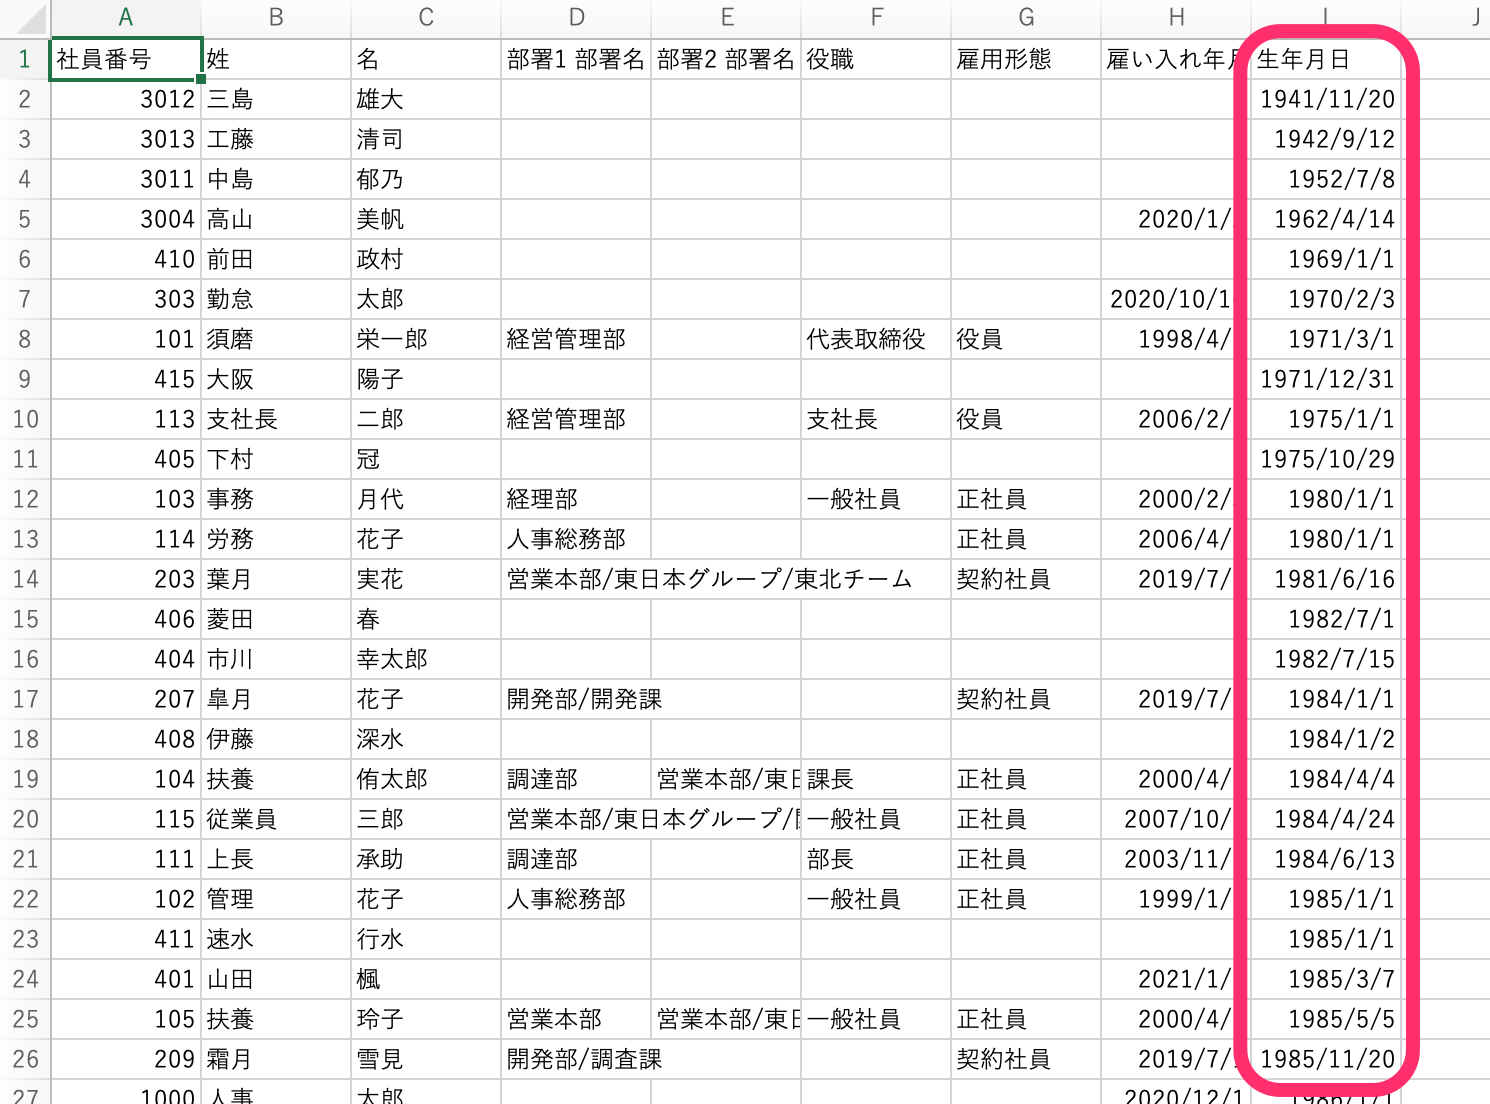 A B C D E F G H I J
1 社員番号 姓 名 部署1 部署名 部署2 部署名 役職 雇用形態 雇い入れ年月 生年月日
2 3012 三島 雄大 1941/11/20
3 3013 工藤 清司 1942/9/12
4 3011 中島 郁乃 1952/7/8
5 3004 高山 美帆 2020/1/ 1962/4/14
6 410 前田 政村 1969/1/1
7 303 勤怠 太郎 2020/10/1 1970/2/3
8 101 須磨 栄一郎 経営管理部 代表取締役 役員 1998/4/ 1971/3/1
9 415 大阪 陽子 1971/12/31
10 113 支社長 二郎 経営管理部 支社長 役員 2006/2/ 1975/1/1
11 405 下村 冠 1975/10/29
12 103 事務 月代 経理部 一般社員 正社員 2000/2/ 1980/1/1
13 114 労務 花子 人事総務部 正社員 2006/4/ 1980/1/1
14 203 葉月 実花 営業本部/東日本グループ/東北チーム 契約社員 2019/7/ 1981/6/16
15 406 菱田 春 1982/7/1
16 404 市川 幸太郎 1982/7/15
17 207 皐月 花子 開発部/開発課 契約社員 2019/7/ 1984/1/1
18 408 伊藤 深水 1984/1/2
19 104 扶養 侑太郎 調達部 営業本部/東日 課長 正社員 2000/4/ 1984/4/4
20 115 従業員 三郎 営業本部/東日本グループ/ 一般社員 正社員 2007/10/ 1984/4/24
21 111 上長 承助 調達部 部長 正社員 2003/11/ 1984/6/13
22 102 管理 花子 人事総務部 一般社員 正社員 1999/1/ 1985/1/1
23 411 速水 行水 1985/1/1
24 401 山田 楓 2021/1/ 1985/3/7
25 105 扶養 玲子 営業本部 営業本部/東日 一般社員 正社員 2000/4/ 1985/5/5
26 209 霜月 雪見 開発部/調査課 契約社員 2019/7/ 1985/11/20
27 1000 人事 太郎 2020/12/1 1986/1/1